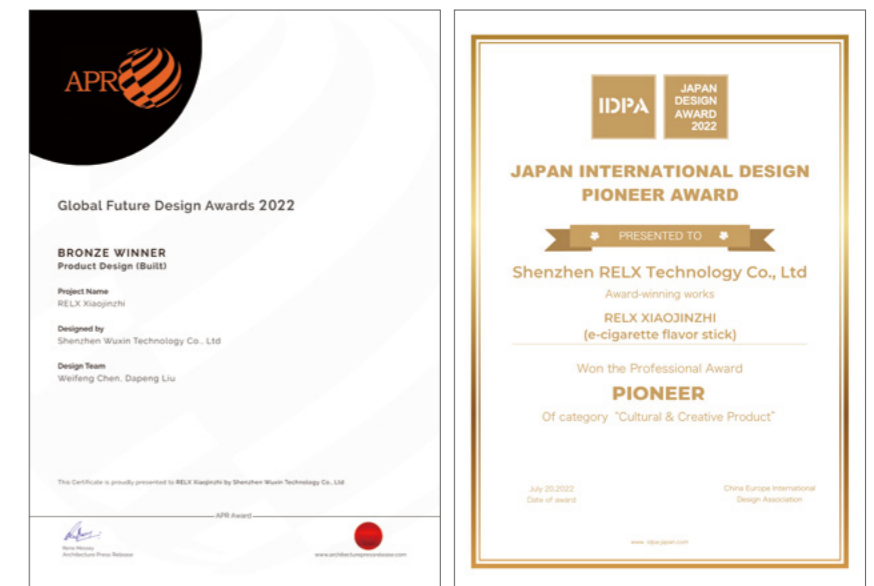 APR
Global Future Design Awards 2022
BRONZE WINNER
Product Design (Built)
Project Name
RELX Xiaojinzhi
Designed by
Shenzhen Wuxin Technology Co., Ltd
Design Team
Weifeng Chen, Dapeng Liu
This Certificate is proudly presented to RELX Xiaojinzhi by Shenzhen Wuxin Technology Co., Ltd
APR Award
Architecture Press Release
IDPA
JAPAN
DESIGN
AWARD
2022
JAPAN INTERNATIONAL DESIGN
PIONEER AWARD
PRESENTED TO
Shenzhen RELX Technology Co., Ltd
Award-winning works
RELX XIAOJINZHI
(e-cigarette flavor stick)
Won the Professional Award
PIONEER
Of category "Cultural & Creative Product"
July 20,2022
Date of award
China Europe International
Design Association
www. idpa-japan.com